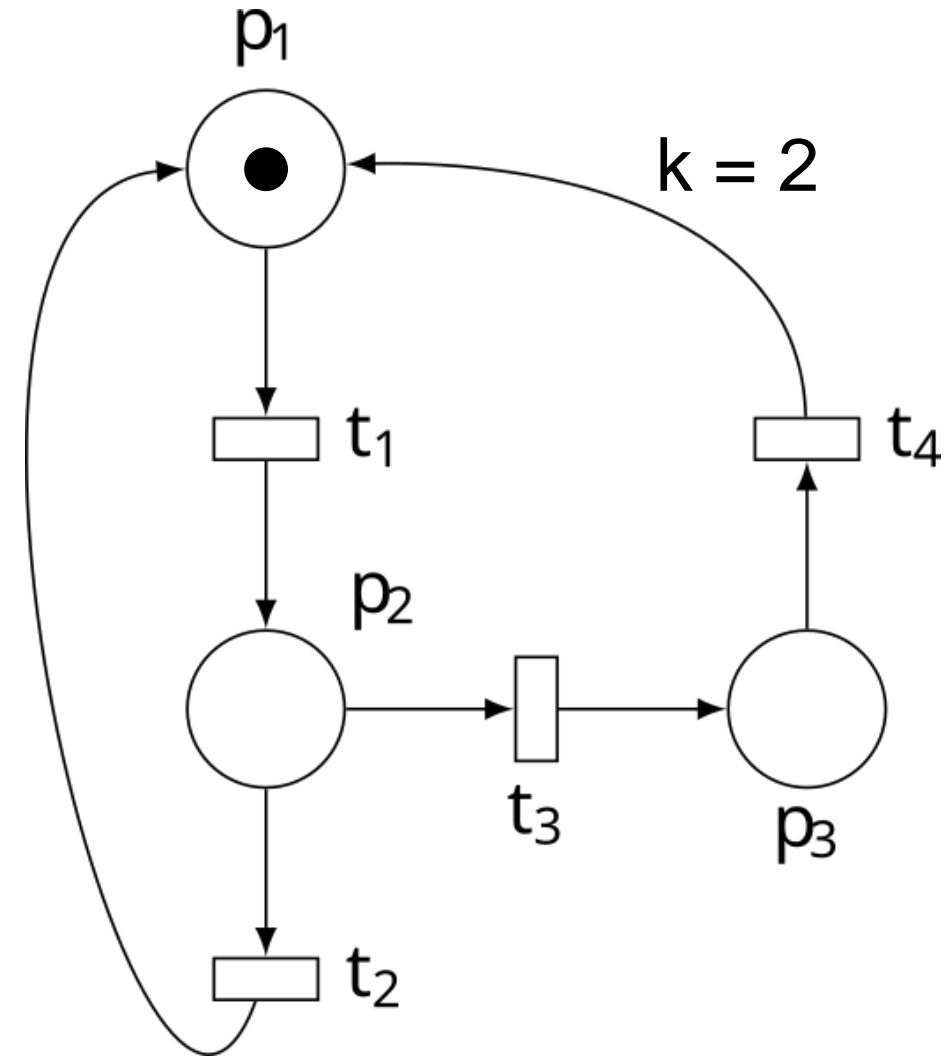 p₁
k = 2
t₁
t₄
p₂
t₃
p₃
t₂